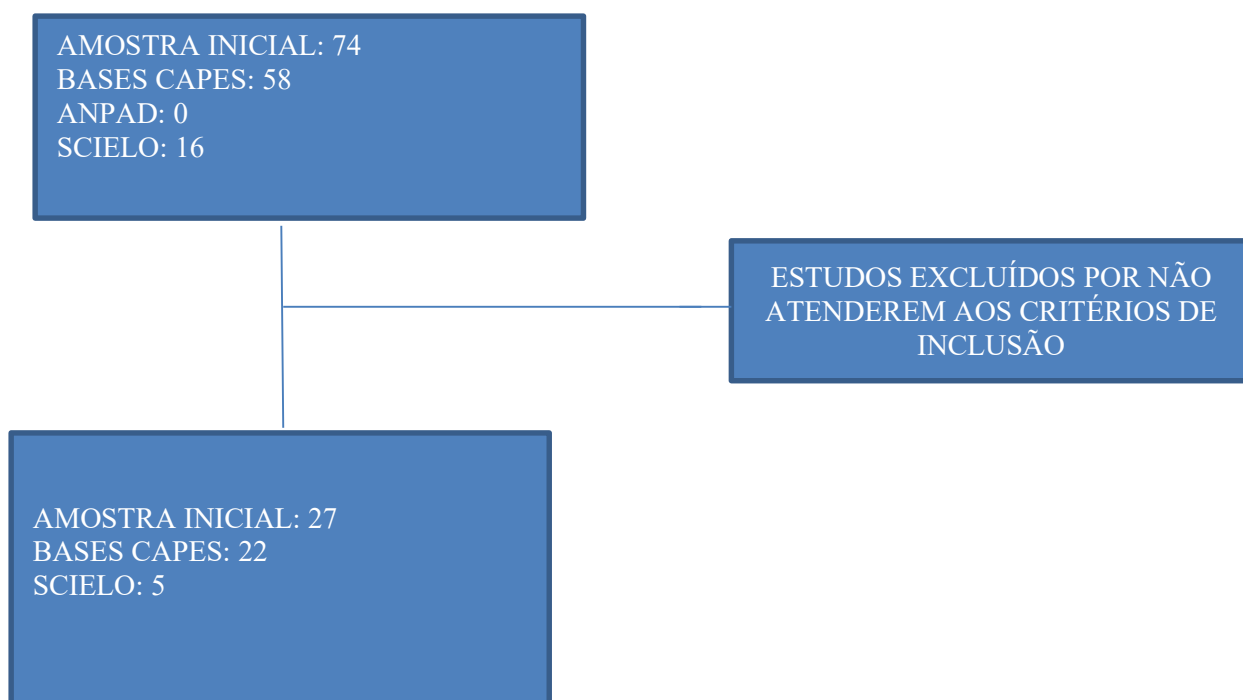 AMOSTRA INICIAL: 74
BASES CAPES: 58
ANPAD: 0
SCIELO: 16
ESTUDOS EXCLUÍDOS POR NÃO
ATENDEREM AOS CRITÉRIOS DE
INCLUSÃO
AMOSTRA INICIAL: 27
BASES CAPES: 22
SCIELO: 5